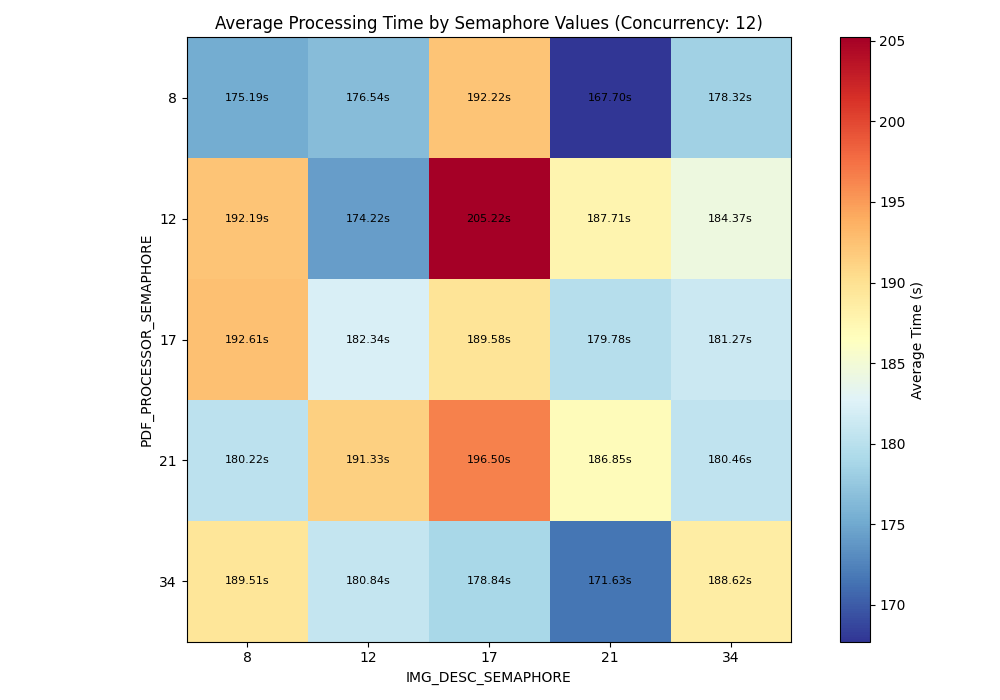 Average Processing Time by Semaphore Values (Concurrency: 12)
PDF_PROCESSOR_SEMAPHORE
8
175.19s 176.54s 192.22s 167.70s 178.32s
12
192.19s 174.22s 205.22s 187.71s 184.37s
17
192.61s 182.34s 189.58s 179.78s 181.27s
21
180.22s 191.33s 196.50s 186.85s 180.46s
34
189.51s 180.84s 178.84s 171.63s 188.62s
8 12 17 21 34
IMG_DESC_SEMAPHORE
205
200
195
190
185
180
175
170
Average Time (s)